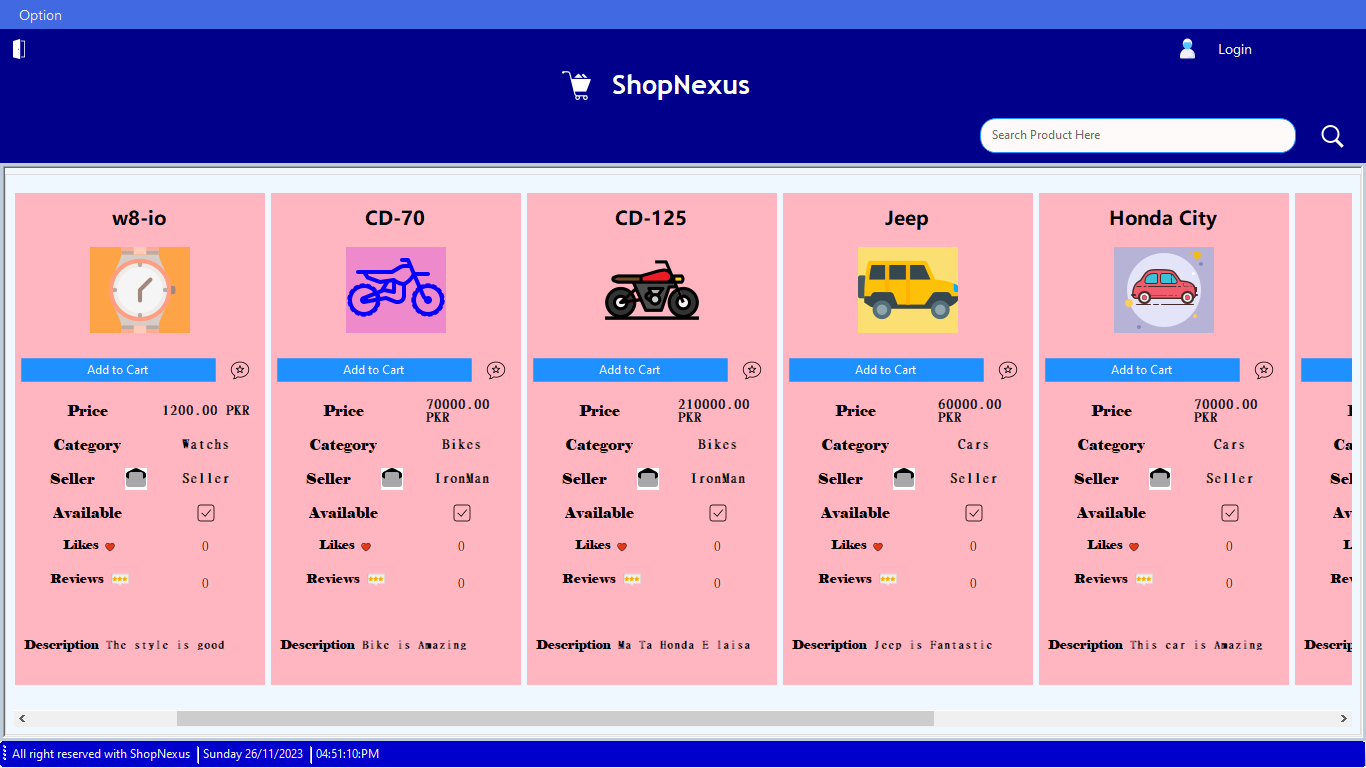 Option
Login
ShopNexus
Search Product Here
w8-io
CD-70
CD-125
Jeep
Honda City
Add to Cart
Add to Cart
Add to Cart
Add to Cart
Add to Cart
Price 1200.00 PKR
Price 70000.00 PKR
Price 210000.00 PKR
Price 60000.00 PKR
Price 70000.00 PKR
Category Watchs
Category Bikes
Category Bikes
Category Cars
Category Cars
Seller Seller
Seller IronMan
Seller IronMan
Seller Seller
Seller Seller
Available
Available
Available
Available
Available
Likes 0
Likes 0
Likes 0
Likes 0
Likes 0
Reviews 0
Reviews 0
Reviews 0
Reviews 0
Reviews 0
Description The style is good
Description Bike is Amazing
Description Ma Ta Honda E laisa
Description Jeep is Fantastic
Description This car is Amazing
All right reserved with ShopNexus
Sunday 26/11/2023
04:51:10:PM